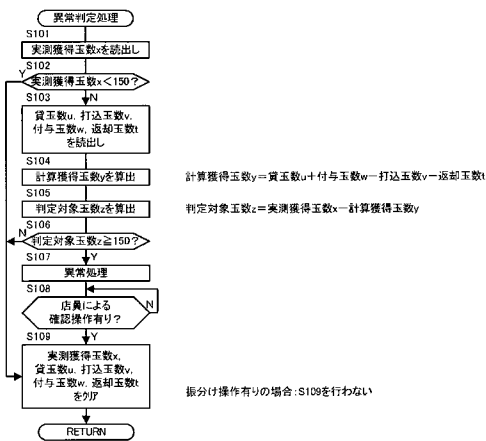 異常判定処理
S101
実測獲得玉数xを読出し
S102
Y
実測獲得玉数x<150?
S103
N
貸玉数u, 打込玉数v,
付与玉数w, 返却玉数t
を読出し
S104
計算獲得玉数yを算出
計算獲得玉数y=貸玉数u+付与玉数w-打込玉数v-返却玉数t
S105
判定対象玉数zを算出
判定対象玉数z=実測獲得玉数x-計算獲得玉数y
S106
N
判定対象玉数z≧150?
S107
Y
異常処理
S108
店員による
確認操作有り?
N
S109
Y
実測獲得玉数x,
貸玉数u, 打込玉数v,
付与玉数w, 返却玉数t
をクリア
振分け操作有りの場合:S109を行わない
RETURN